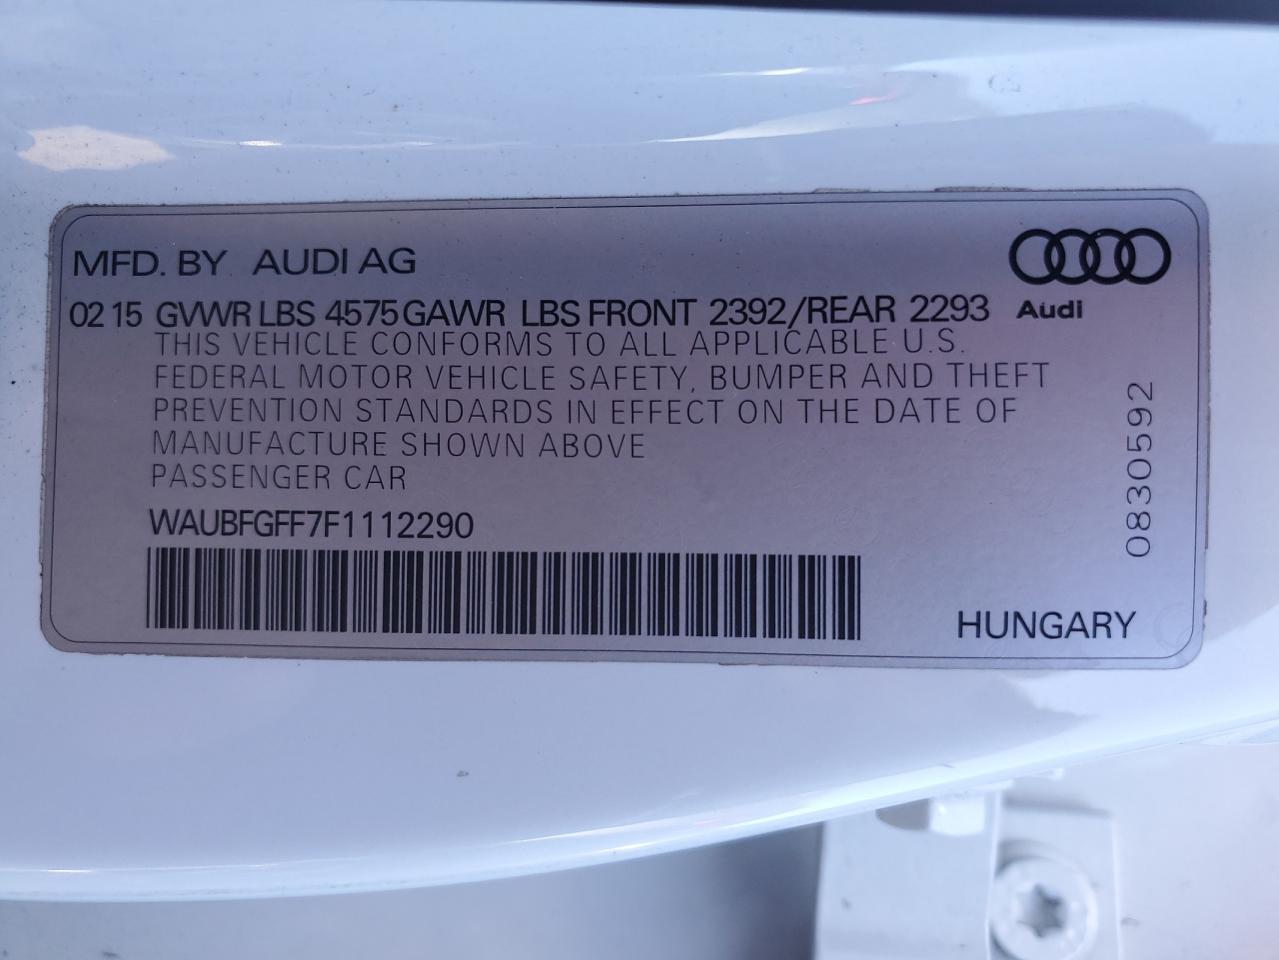 MFD. BY AUDI AG
02 15 GVWR LBS 4575 GAWR LBS FRONT 2392/REAR 2293
Audi
THIS VEHICLE CONFORMS TO ALL APPLICABLE U.S.
FEDERAL MOTOR VEHICLE SAFETY, BUMPER AND THEFT
PREVENTION STANDARDS IN EFFECT ON THE DATE OF
MANUFACTURE SHOWN ABOVE
PASSENGER CAR
WAUBFGFF7F1112290
0830592
HUNGARY